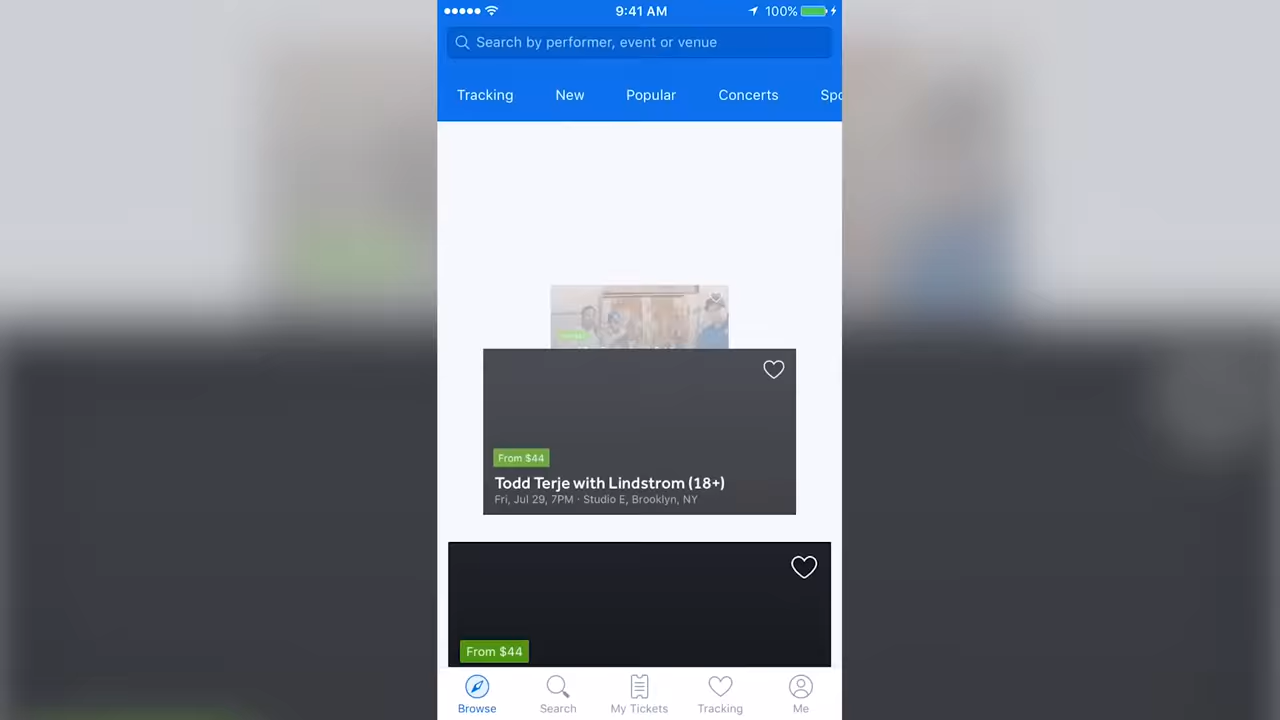 9:41 AM
100%
Search by performer, event or venue
Tracking
New
Popular
Concerts
From $44
Todd Terje with Lindstrom (18+)
Fri, Jul 29, 7PM · Studio E, Brooklyn, NY
From $44
Browse
Search
My Tickets
Tracking
Me